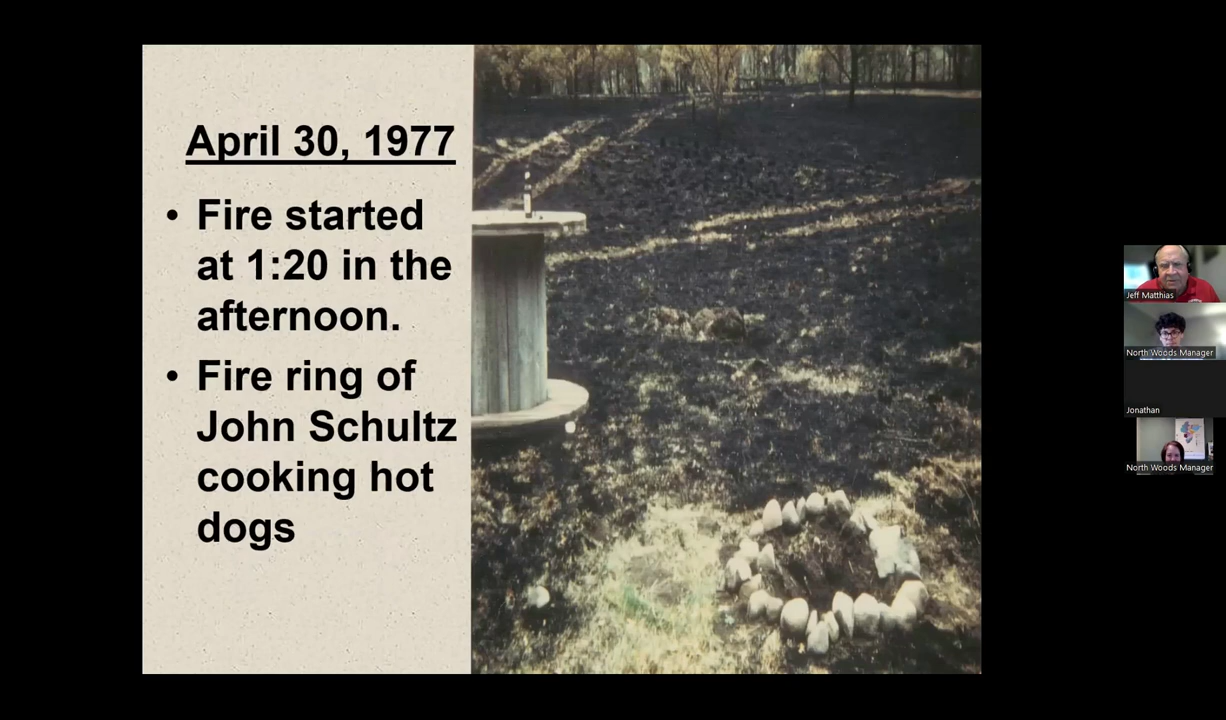 April 30, 1977
• Fire started
at 1:20 in the
afternoon.
• Fire ring of
John Schultz
cooking hot
dogs
Jeff Matthias
North Woods Manager
Jonathan
North Woods Manager